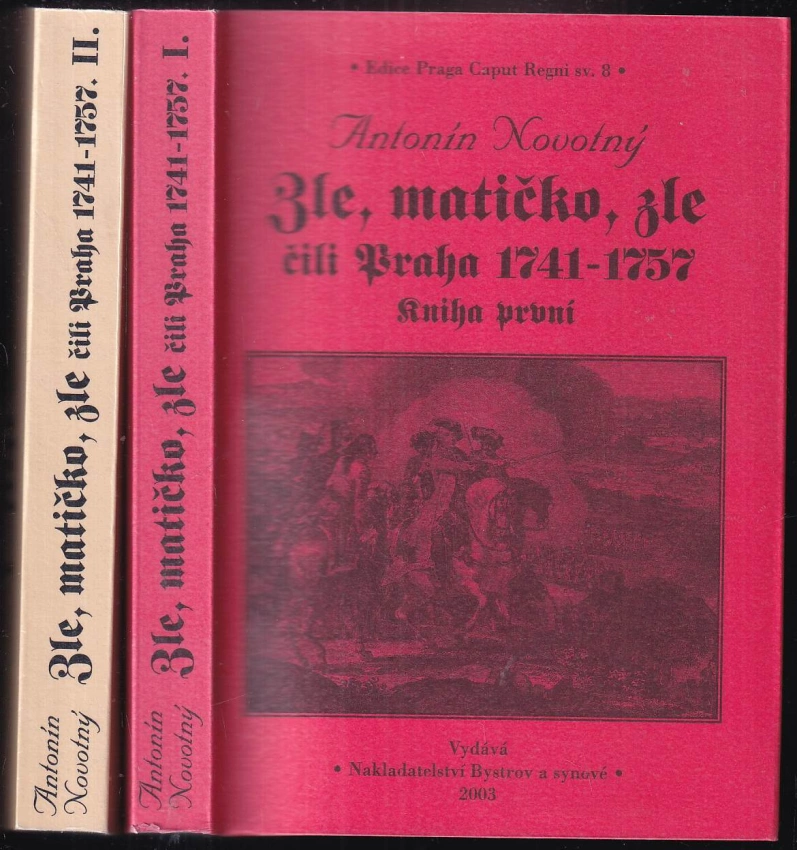 Antonín
Novotný
Zle, matičko, zle čili Praha 1741-1757. II.
Antonín
Novotný
Zle, matičko, zle čili Praha 1741-1757. I.
• Edice Praga Caput Regni sv. 8 •
Antonín Novotný
Zle, matičko, zle
čili Praha 1741-1757
Kniha první
Vydává
• Nakladatelství Bystrov a synové •
2003